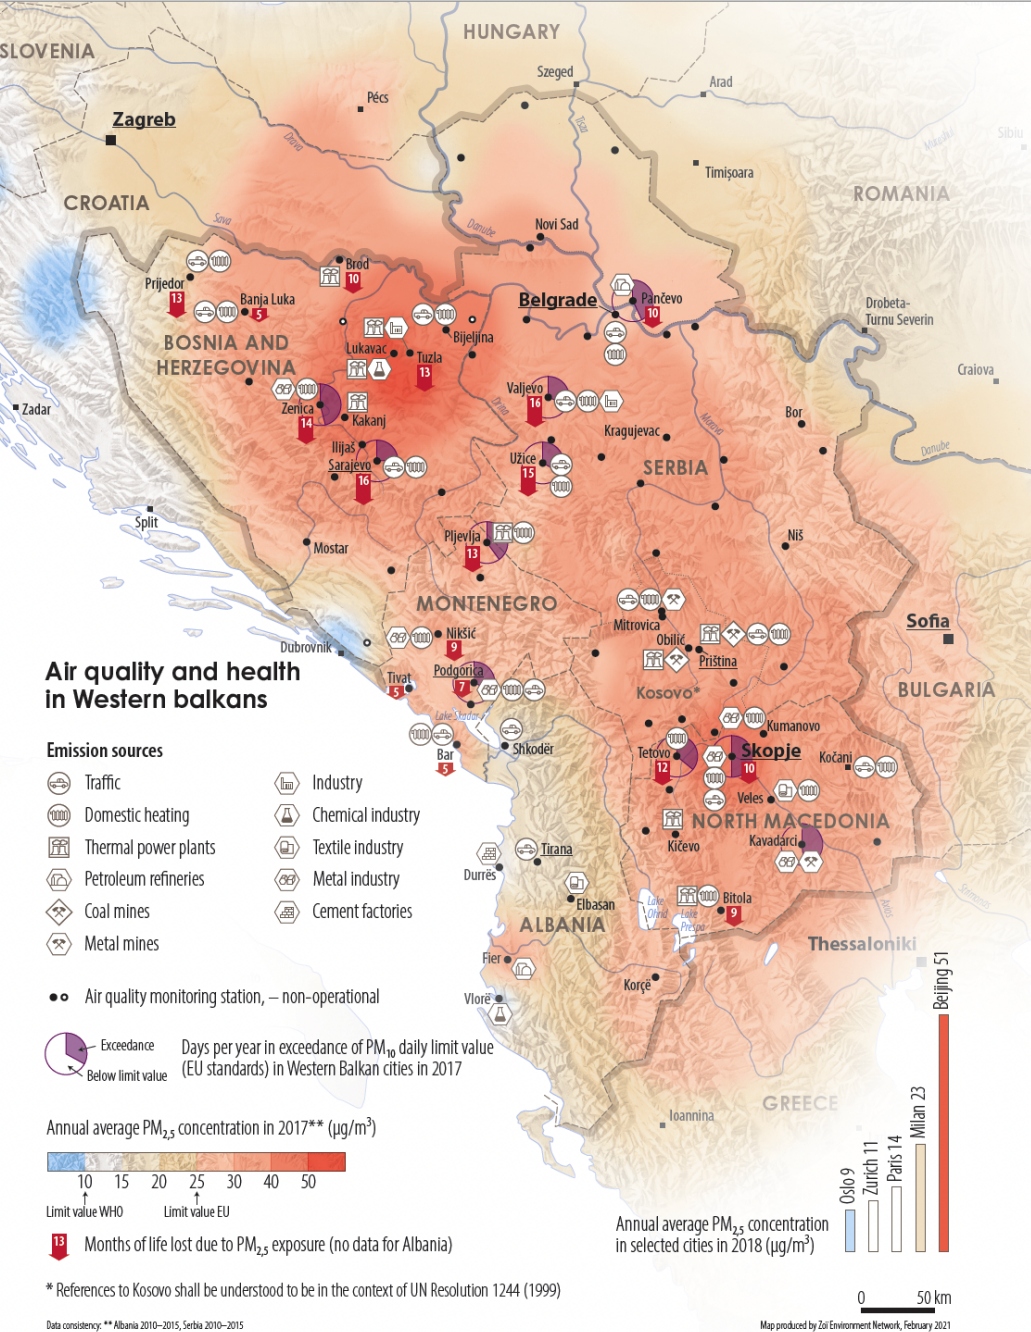 HUNGARY
SLOVENIA
Szeged
Arad
Pécs
Zagreb
Tisa
Drava
Sibiu
Timişoara
ROMANIA
CROATIA
Sava
Danube
Novi Sad
Brod
10
Prijedor
13
Banja Luka
5
Belgrade
Pančevo
10
Drobeta-
Turnu Severin
BOSNIA AND
HERZEGOVINA
Bijeljina
Lukavac
Tuzla
13
Craiova
Zadar
Zenica
14
Kakanj
Drina
Valjevo
16
Morava
Bor
Kragujevac
Danube
Ilijaš
Sarajevo
16
Užice
15
SERBIA
Split
Mostar
Pljevlja
13
Niš
MONTENEGRO
Mitrovica
Sofia
Nikšić
9
Obilić
Priština
Dubrovnik
Air quality and health
in Western balkans
Podgorica
7
Tivat
5
Kosovo*
BULGARIA
Lake Skadar
Bar
5
Shkodër
Kumanovo
Tetovo
12
Skopje
10
Kočani
Veles
NORTH MACEDONIA
Kičevo
Kavadarci
Emission sources
Traffic
Industry
Domestic heating
Chemical industry
Thermal power plants
Textile industry
Petroleum refineries
Metal industry
Coal mines
Cement factories
Metal mines
Tirana
Durrës
Elbasan
ALBANIA
Lake
Ohrid
Lake
Prespa
Bitola
9
Axios
Thessaloniki
Fier
Vlorë
Korçë
Air quality monitoring station, – non-operational
Exceedance
Below limit value
Days per year in exceedance of PM10 daily limit value
(EU standards) in Western Balkan cities in 2017
GREECE
Ioannina
Annual average PM2,5 concentration in 2017** (µg/m³)
10 15 20 25 30 40 50
Limit value WHO
Limit value EU
13
Months of life lost due to PM2,5 exposure (no data for Albania)
Oslo 9
Zurich 11
Paris 14
Milan 23
Beijing 51
Annual average PM2,5 concentration
in selected cities in 2018 (µg/m³)
* References to Kosovo shall be understood to be in the context of UN Resolution 1244 (1999)
0 50 km
Data consistency: ** Albania 2010–2015, Serbia 2010–2015
Map produced by Zoï Environment Network, February 2021